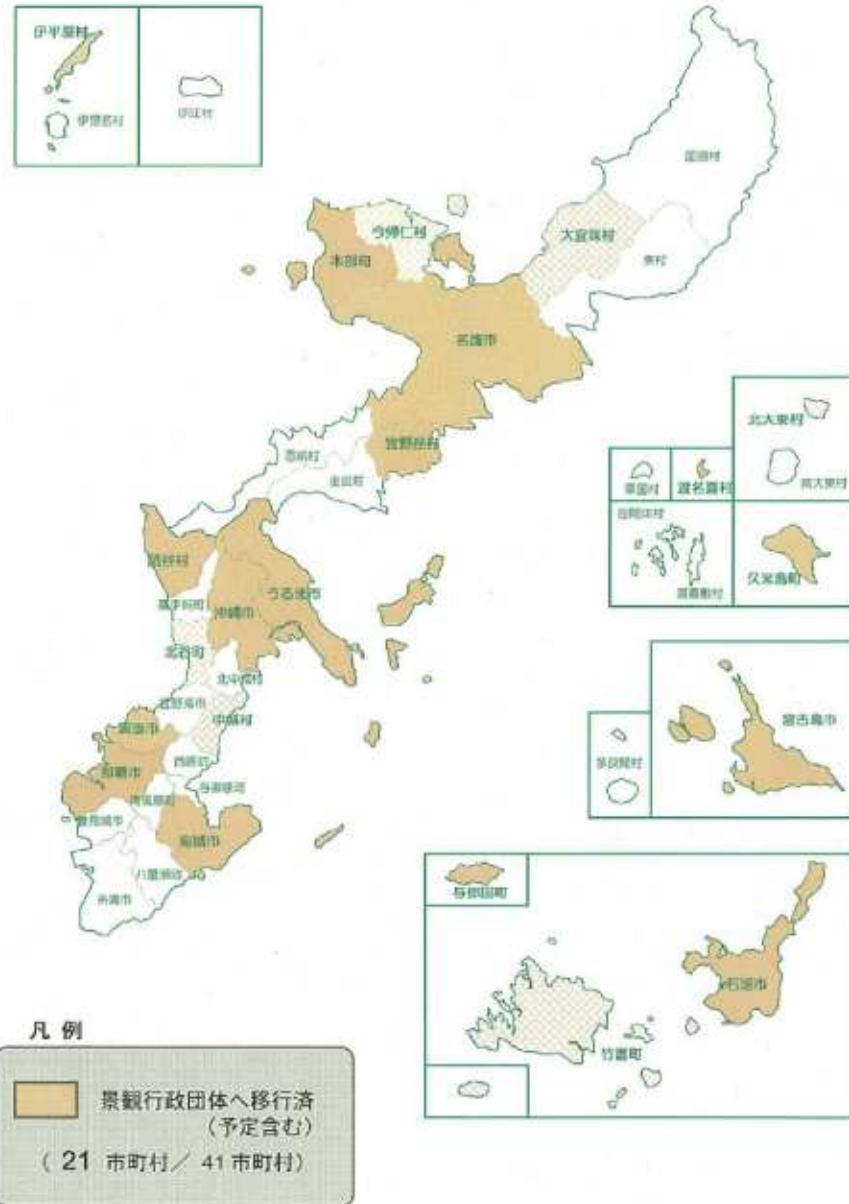 伊平屋村
伊是名村
伊江村
国頭村
大宜味村
東村
今帰仁村
本部町
名護市
宜野座村
恩納村
金武町
北大東村
南大東村
粟国村
渡名喜村
座間味村
渡嘉敷村
久米島町
読谷村
うるま市
嘉手納町
沖縄市
北谷町
北中城村
宜野湾市
中城村
浦添市
那覇市
西原町
与那原町
南風原町
豊見城市
南城市
八重瀬町
糸満市
宮古島市
多良間村
与那国町
石垣市
竹富町
凡 例
景観行政団体へ移行済
(予定含む)
( 21 市町村/ 41市町村)